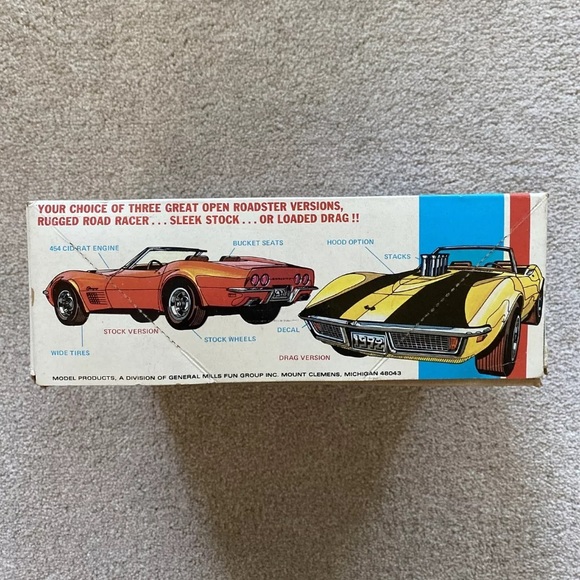 YOUR CHOICE OF THREE GREAT OPEN ROADSTER VERSIONS,
RUGGED ROAD RACER... SLEEK STOCK... OR LOADED DRAG !!
454 CID RAT ENGINE
BUCKET SEATS
HOOD OPTION
STACKS
STOCK VERSION
STOCK WHEELS
DECAL
WIDE TIRES
DRAG VERSION
1972
MODEL PRODUCTS, A DIVISION OF GENERAL MILLS FUN GROUP INC. MOUNT CLEMENS, MICHIGAN 48043